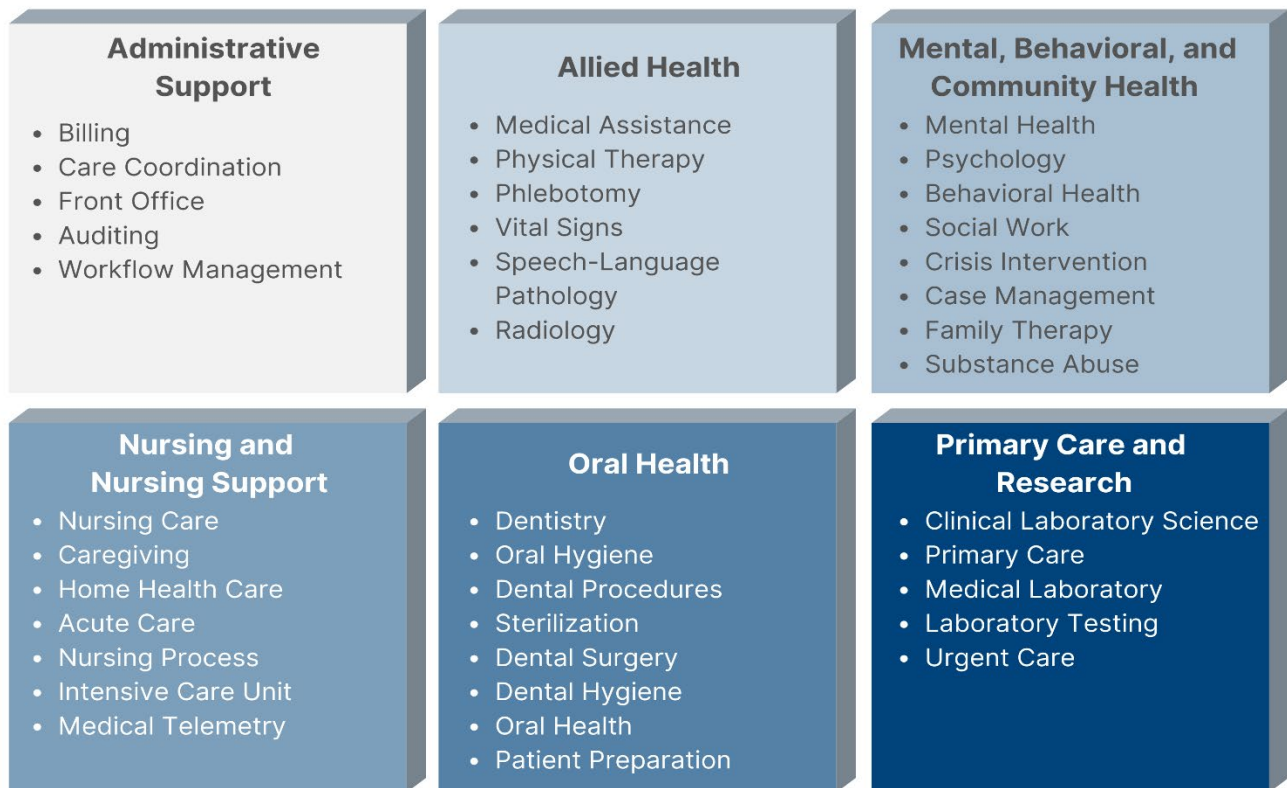 Administrative
Support
• Billing
• Care Coordination
• Front Office
• Auditing
• Workflow Management
Allied Health
• Medical Assistance
• Physical Therapy
• Phlebotomy
• Vital Signs
• Speech-Language
Pathology
• Radiology
Mental, Behavioral, and
Community Health
• Mental Health
• Psychology
• Behavioral Health
• Social Work
• Crisis Intervention
• Case Management
• Family Therapy
• Substance Abuse
Nursing and
Nursing Support
• Nursing Care
• Caregiving
• Home Health Care
• Acute Care
• Nursing Process
• Intensive Care Unit
• Medical Telemetry
Oral Health
• Dentistry
• Oral Hygiene
• Dental Procedures
• Sterilization
• Dental Surgery
• Dental Hygiene
• Oral Health
• Patient Preparation
Primary Care and
Research
• Clinical Laboratory Science
• Primary Care
• Medical Laboratory
• Laboratory Testing
• Urgent Care